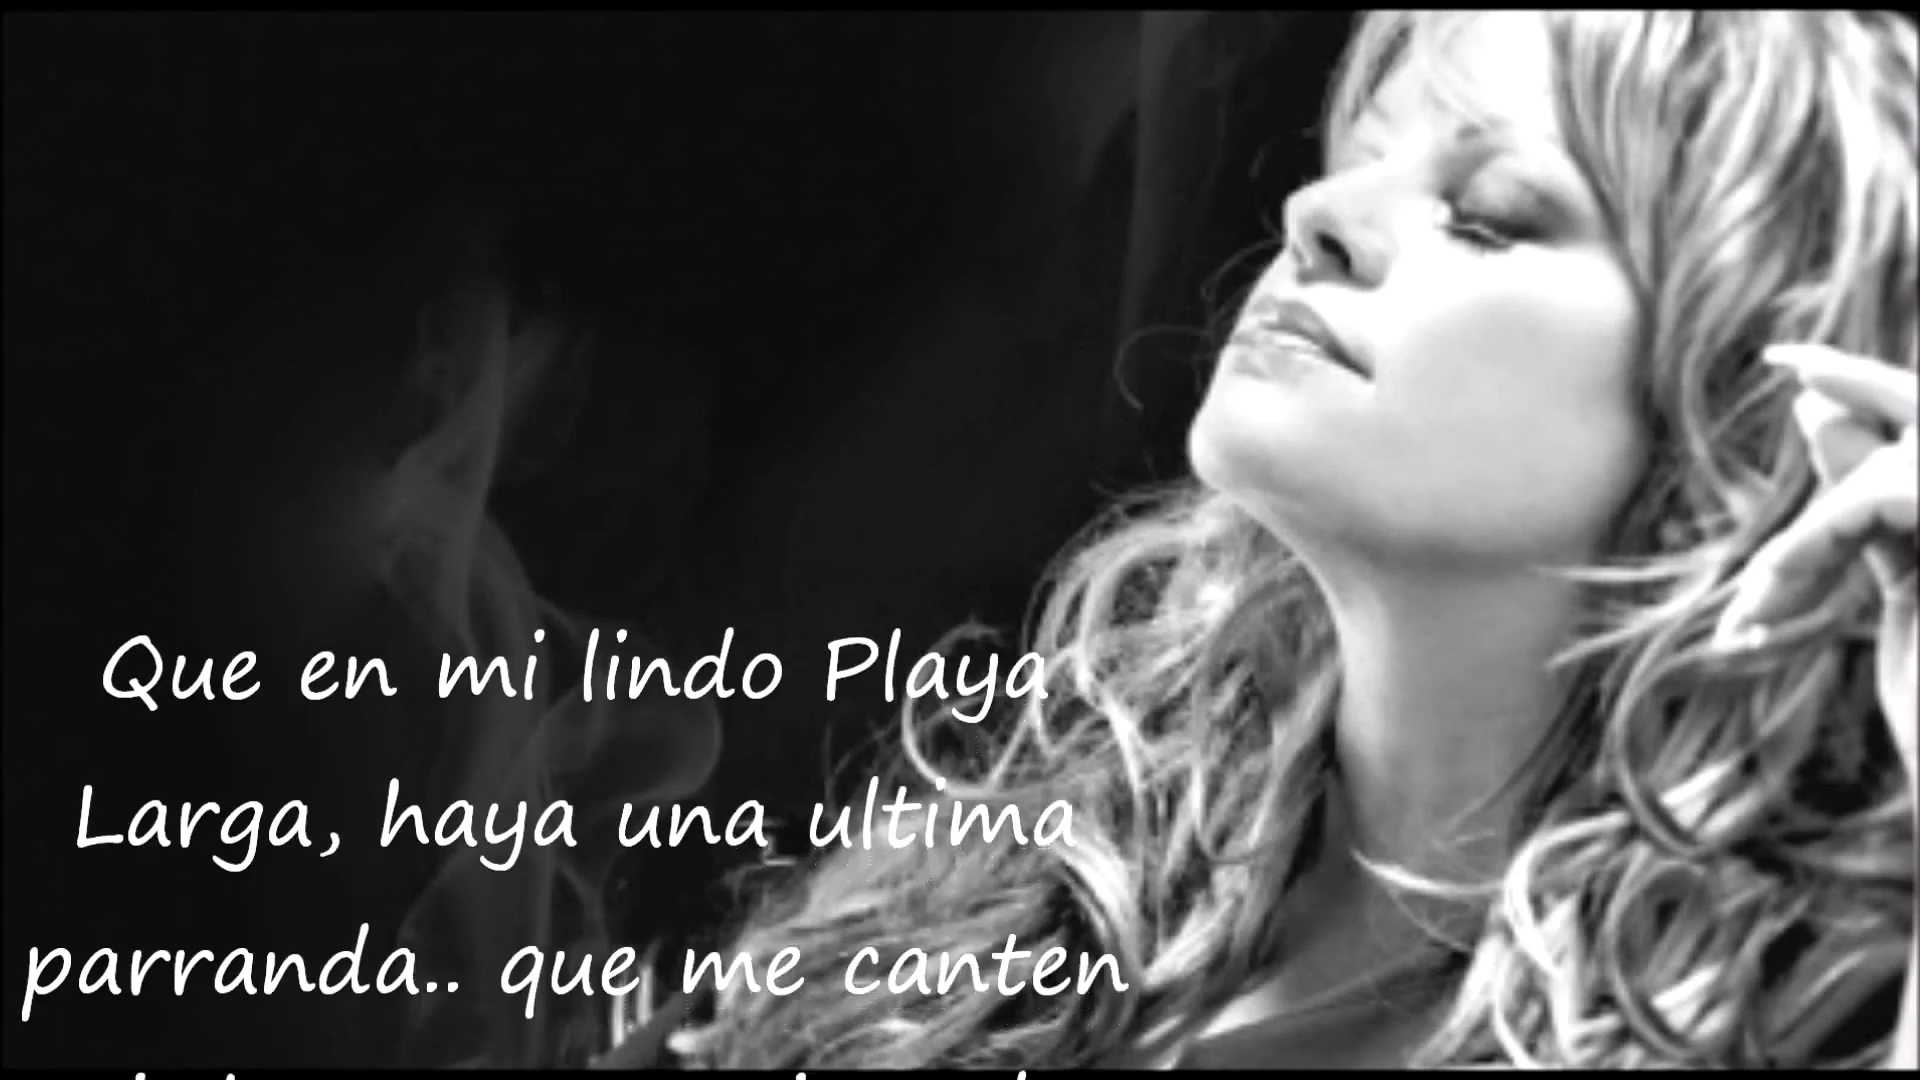 Que en mi lindo Playa
Larga, haya una ultima
parranda.. que me canten